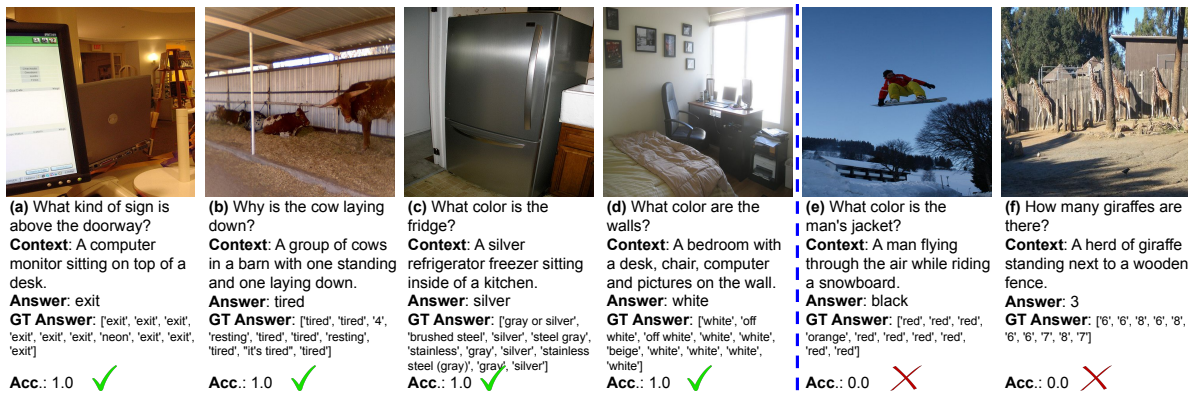 (a) What kind of sign is
above the doorway?
Context: A computer
monitor sitting on top of a
desk.
Answer: exit
GT Answer: ['exit', 'exit', 'exit',
'exit', 'exit', 'exit', 'neon', 'exit', 'exit',
'exit']
Acc.: 1.0
(b) Why is the cow laying
down?
Context: A group of cows
in a barn with one standing
and one laying down.
Answer: tired
GT Answer: ['tired', 'tired', '4',
'resting', 'tired', 'tired', 'resting',
'tired', "it's tired", 'tired']
Acc.: 1.0
(c) What color is the
fridge?
Context: A silver
refrigerator freezer sitting
inside of a kitchen.
Answer: silver
GT Answer: ['gray or silver',
'brushed steel', 'silver', 'steel gray',
'stainless', 'gray', 'silver', 'stainless
steel (gray)', 'gray', 'silver']
Acc.: 1.0
(d) What color are the
walls?
Context: A bedroom with
a desk, chair, computer
and pictures on the wall.
Answer: white
GT Answer: ['white', 'off
white', 'off white', 'white', 'white',
'beige', 'white', 'white', 'white',
'white']
Acc.: 1.0
(e) What color is the
man's jacket?
Context: A man flying
through the air while riding
a snowboard.
Answer: black
GT Answer: ['red', 'red', 'red',
'orange', 'red', 'red', 'red', 'red',
'red', 'red']
Acc.: 0.0
(f) How many giraffes are
there?
Context: A herd of giraffe
standing next to a wooden
fence.
Answer: 3
GT Answer: ['6', '6', '8', '6', '8',
'6', '6', '7', '8', '7']
Acc.: 0.0